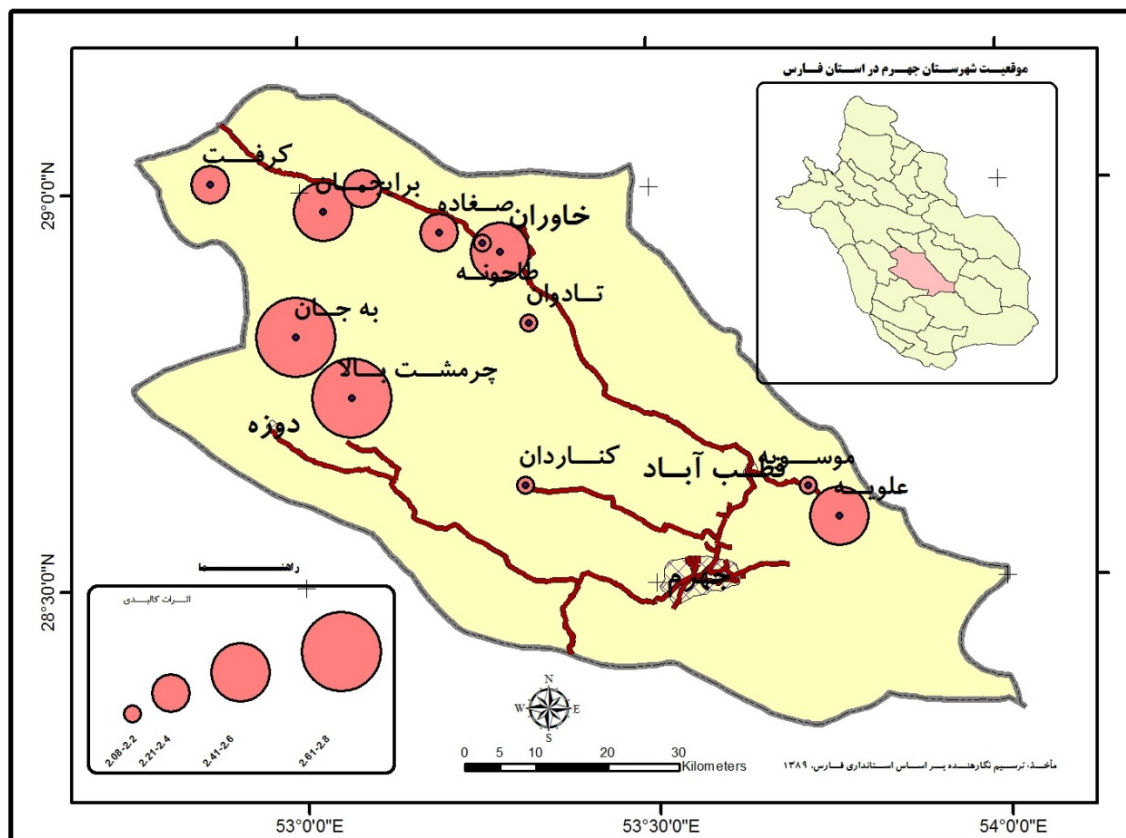 موقعیت شهرستان جهرم در استان فارس
29°0'0"N
کرفت
برایجان
صغاده
خاوران
طاحونه
تادوان
به جان
چرمشت بالا
دوزه
کناردان
قطب آباد
موسویه
علویه
جهرم
28°30'0"N
راهنما
اثرات کالبدی
2.08-2.2
2.21-2.4
2.41-2.6
2.61-2.8
N
W
E
S
0 5 10 20 30
Kilometers
مأخذ: ترسیم نگارنده بر اساس استانداری فارس، ۱۳۸۹
53°0'0"E
53°30'0"E
54°0'0"E